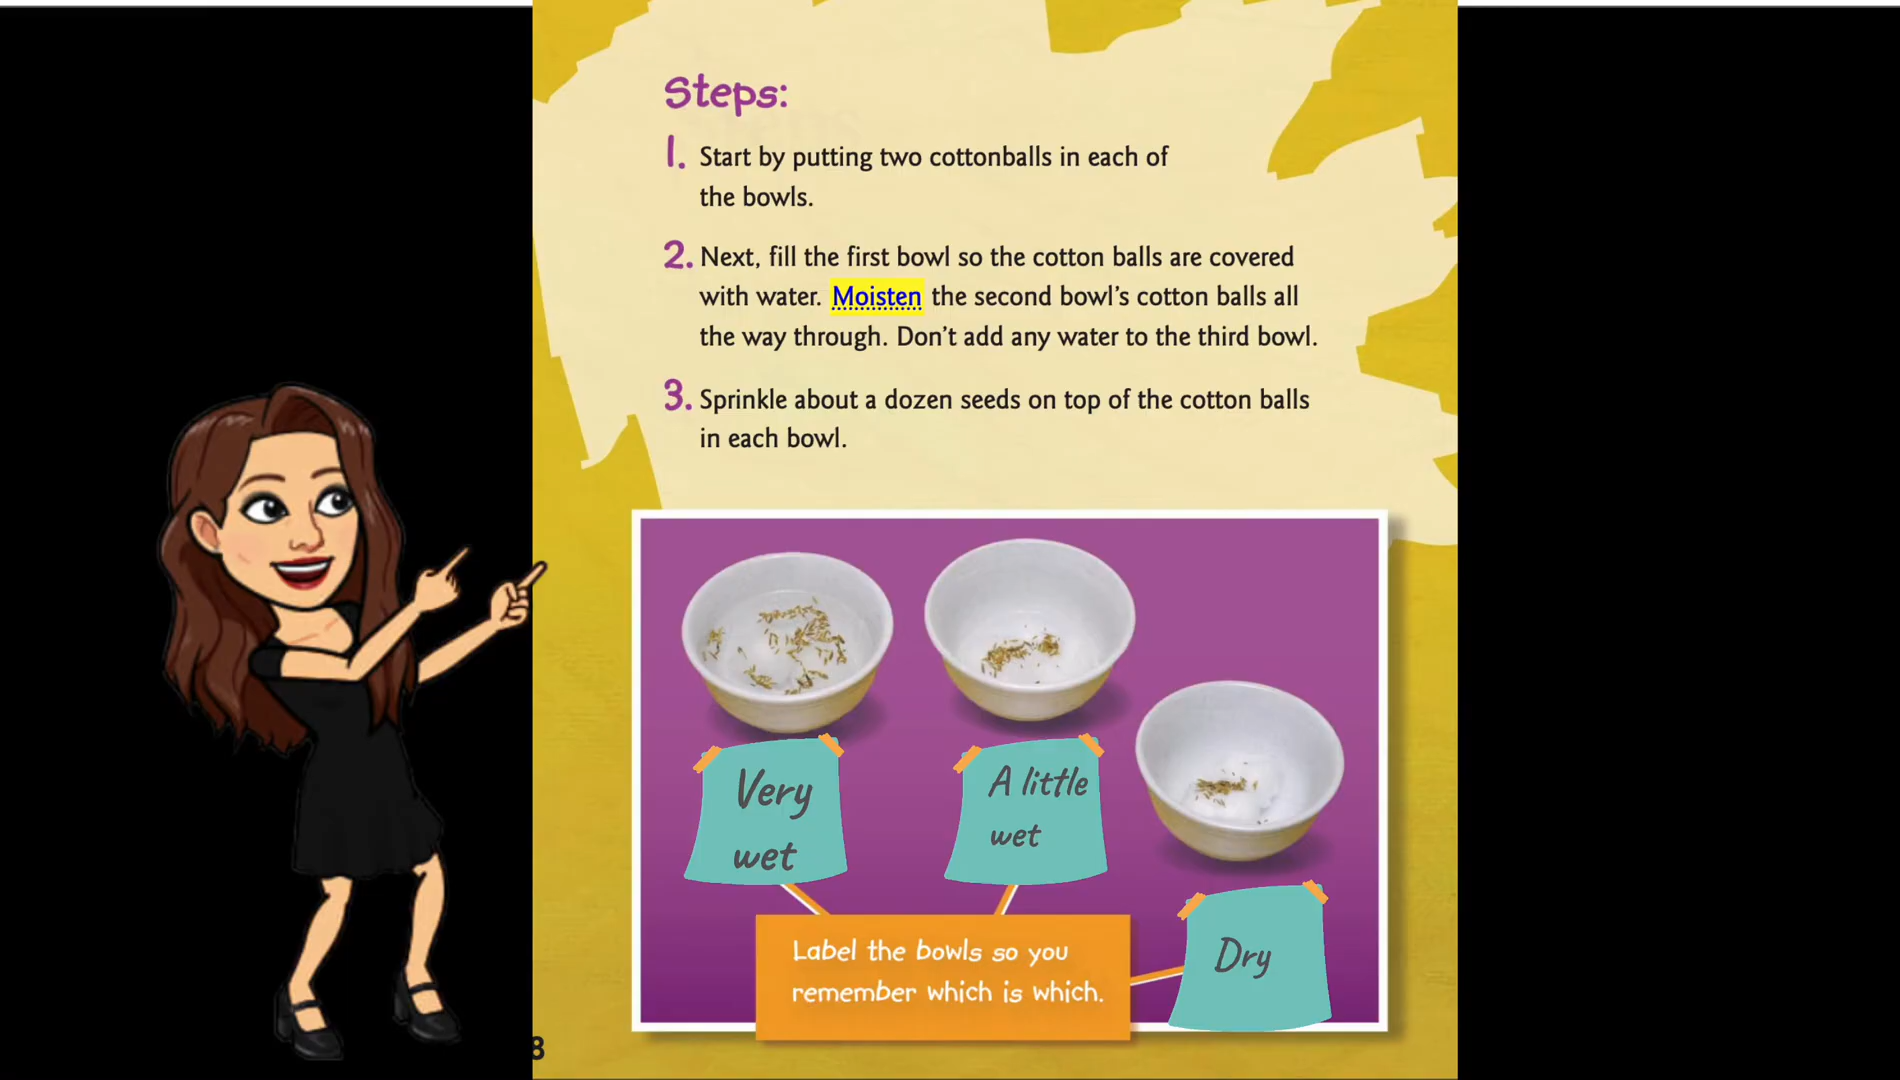 Steps:
1. Start by putting two cottonballs in each of
the bowls.
2. Next, fill the first bowl so the cotton balls are covered
with water. Moisten the second bowl's cotton balls all
the way through. Don't add any water to the third bowl.
3. Sprinkle about a dozen seeds on top of the cotton balls
in each bowl.
Very
wet
A little
wet
Dry
Label the bowls so you
remember which is which.
8